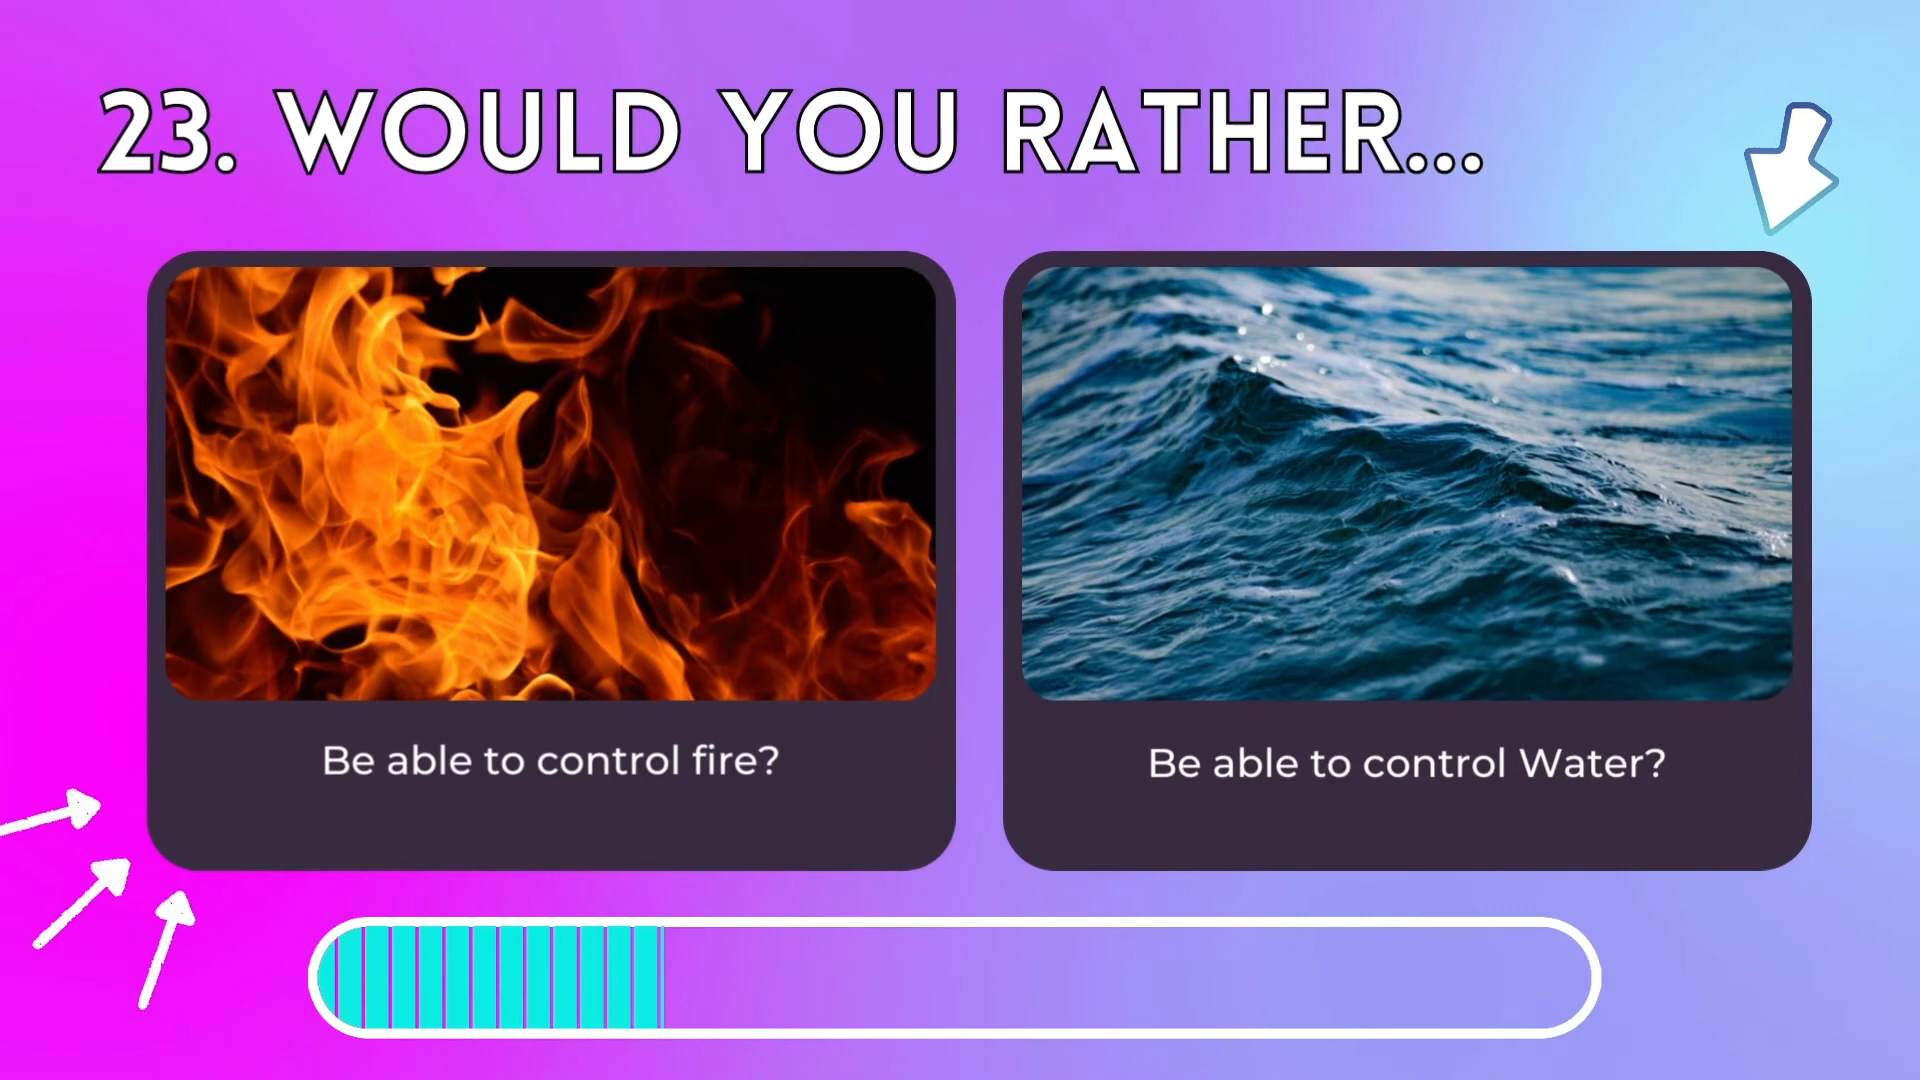 23. WOULD YOU RATHER...
Be able to control fire?
Be able to control Water?